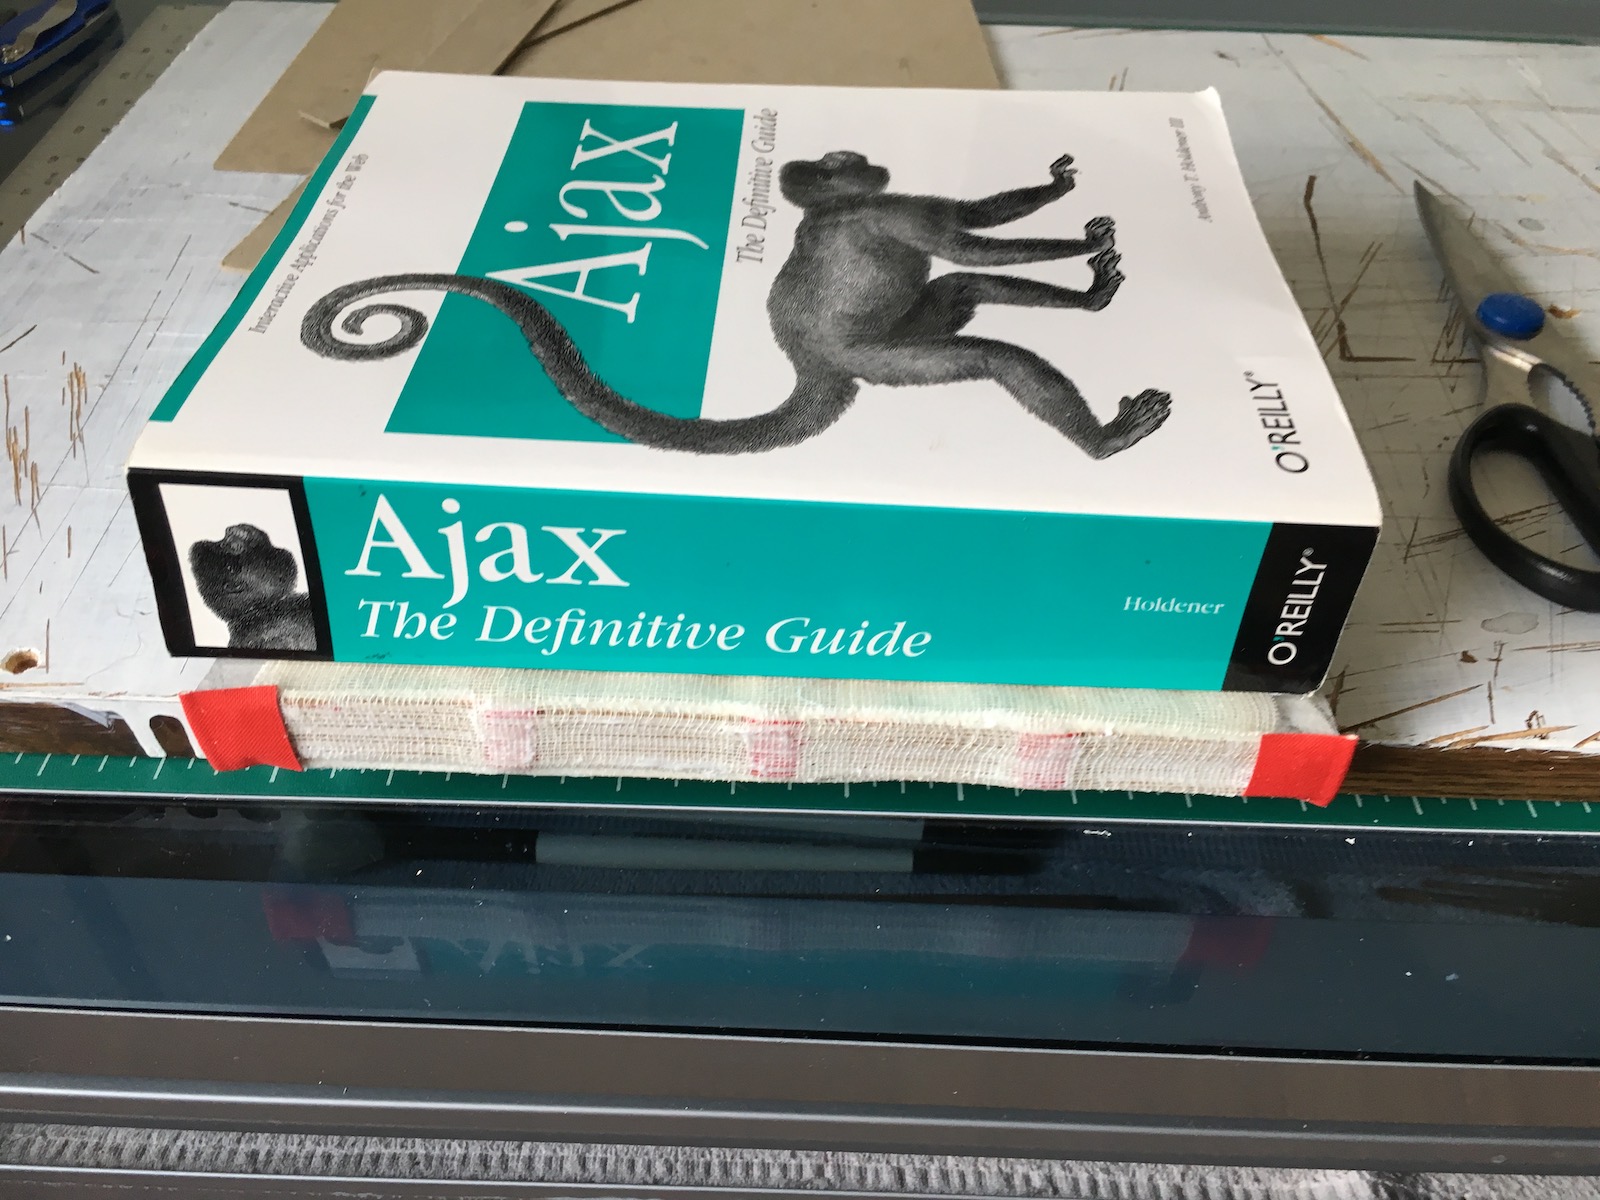 Interactive Applications for the Web
Ajax
The Definitive Guide
Anthony T. Holdener III
O'REILLY®
Ajax
The Definitive Guide
Holdener
O'REILLY®